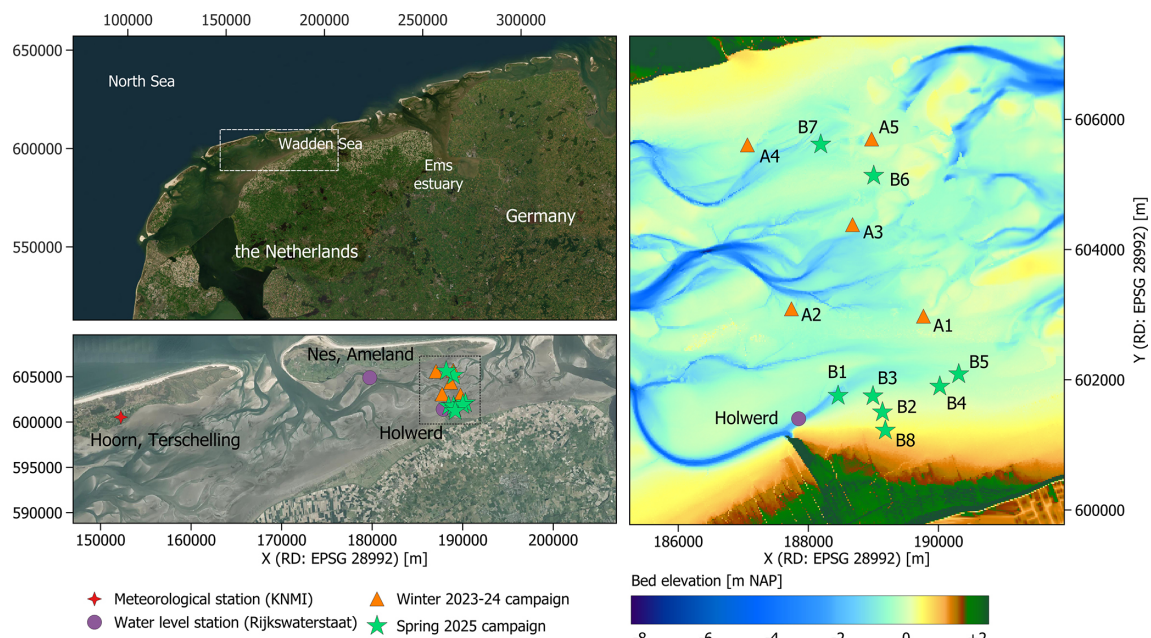 100000 150000 200000 250000 300000
650000
600000
550000
North Sea
Wadden Sea
Ems
estuary
Germany
the Netherlands
605000
600000
595000
590000
Nes, Ameland
Hoorn, Terschelling
Holwerd
150000 160000 170000 180000 190000 200000
X (RD: EPSG 28992) [m]
B7 A5
A4
B6
A3
A2
A1
B1 B3 B5
B4
B2
B8
Holwerd
606000
604000
602000
600000
Y (RD: EPSG 28992) [m]
186000 188000 190000
X (RD: EPSG 28992) [m]
Meteorological station (KNMI)
Water level station (Rijkswaterstaat)
Winter 2023-24 campaign
Spring 2025 campaign
Bed elevation [m NAP]